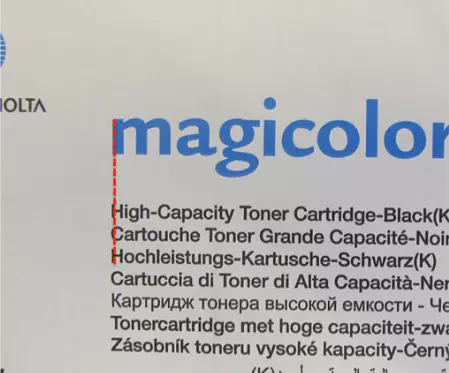 OLTA
magicolor
High-Capacity Toner Cartridge-Black(K
Cartouche Toner Grande Capacité-Noir
Hochleistungs-Kartusche-Schwarz(K)
Cartuccia di Toner di Alta Capacità-Ner
Картридж тонера высокой емкости - Че
Tonercartridge met hoge capaciteit-zwa
Zásobník toneru vysoké kapacity-Černý
(K)